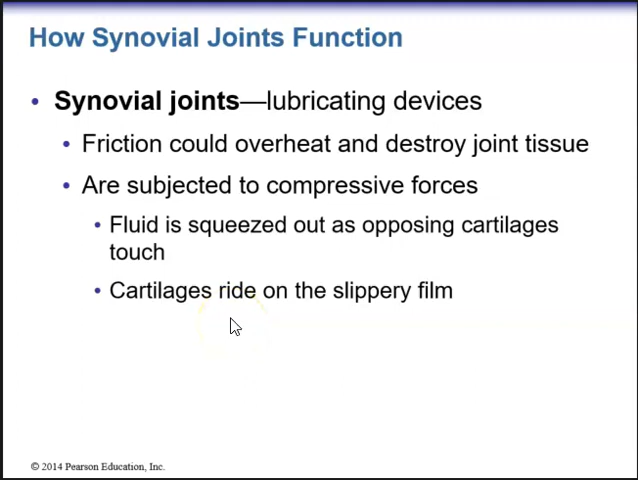 How Synovial Joints Function
• Synovial joints—lubricating devices
• Friction could overheat and destroy joint tissue
• Are subjected to compressive forces
• Fluid is squeezed out as opposing cartilages
touch
• Cartilages ride on the slippery film
© 2014 Pearson Education, Inc.